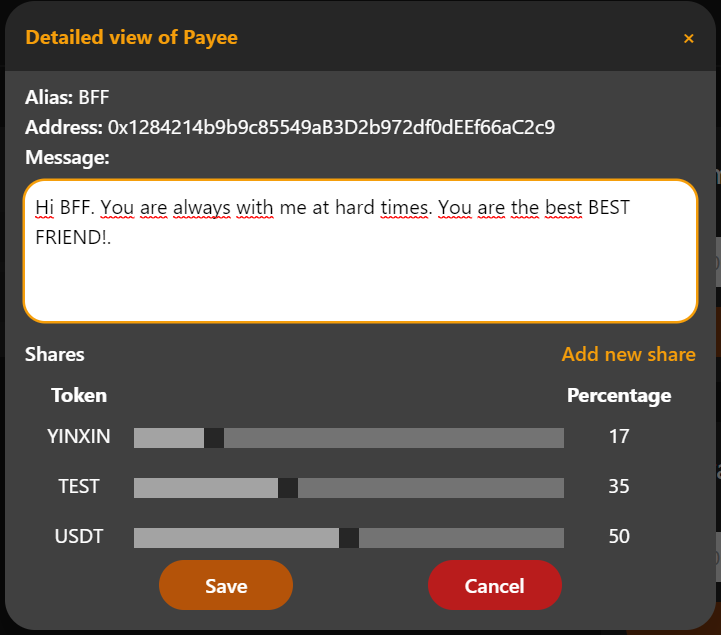 Detailed view of Payee ×
Alias: BFF
Address: 0x1284214b9b9c85549aB3D2b972df0dEEf66aC2c9
Message:
Hi BFF. You are always with me at hard times. You are the best BEST
FRIEND!.
Shares Add new share
Token Percentage
YINXIN 17
TEST 35
USDT 50
Save Cancel